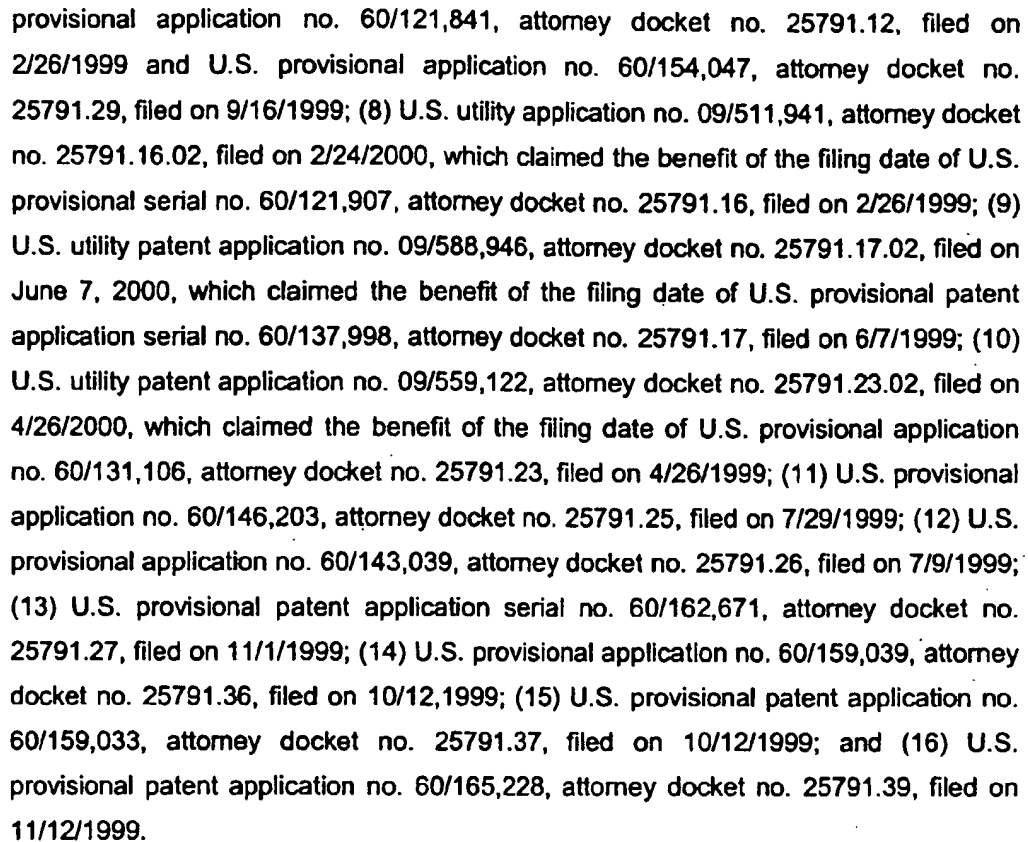 provisional application no. 60/121,841, attorney docket no. 25791.12, filed on
2/26/1999 and U.S. provisional application no. 60/154,047, attorney docket no.
25791.29, filed on 9/16/1999; (8) U.S. utility application no. 09/511,941, attorney docket
no. 25791.16.02, filed on 2/24/2000, which claimed the benefit of the filing date of U.S.
provisional serial no. 60/121,907, attorney docket no. 25791.16, filed on 2/26/1999; (9)
U.S. utility patent application no. 09/588,946, attorney docket no. 25791.17.02, filed on
June 7, 2000, which claimed the benefit of the filing date of U.S. provisional patent
application serial no. 60/137,998, attorney docket no. 25791.17, filed on 6/7/1999; (10)
U.S. utility patent application no. 09/559,122, attorney docket no. 25791.23.02, filed on
4/26/2000, which claimed the benefit of the filing date of U.S. provisional application
no. 60/131,106, attorney docket no. 25791.23, filed on 4/26/1999; (11) U.S. provisional
application no. 60/146,203, attorney docket no. 25791.25, filed on 7/29/1999; (12) U.S.
provisional application no. 60/143,039, attorney docket no. 25791.26, filed on 7/9/1999;
(13) U.S. provisional patent application serial no. 60/162,671, attorney docket no.
25791.27, filed on 11/1/1999; (14) U.S. provisional application no. 60/159,039, attorney
docket no. 25791.36, filed on 10/12,1999; (15) U.S. provisional patent application no.
60/159,033, attorney docket no. 25791.37, filed on 10/12/1999; and (16) U.S.
provisional patent application no. 60/165,228, attorney docket no. 25791.39, filed on
11/12/1999.